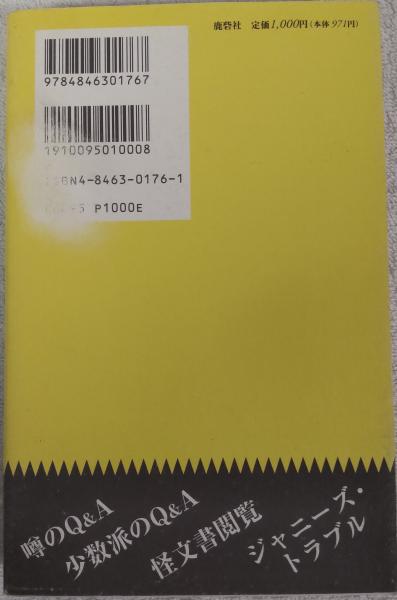 鹿砦社 定価1,000円(本体971円)
9784846301767
1910095010008
ISBN4-8463-0176-1
P1000E
噂のQ&A
少数派のQ&A
怪文書閲覧
ジャニーズ・
トラブル